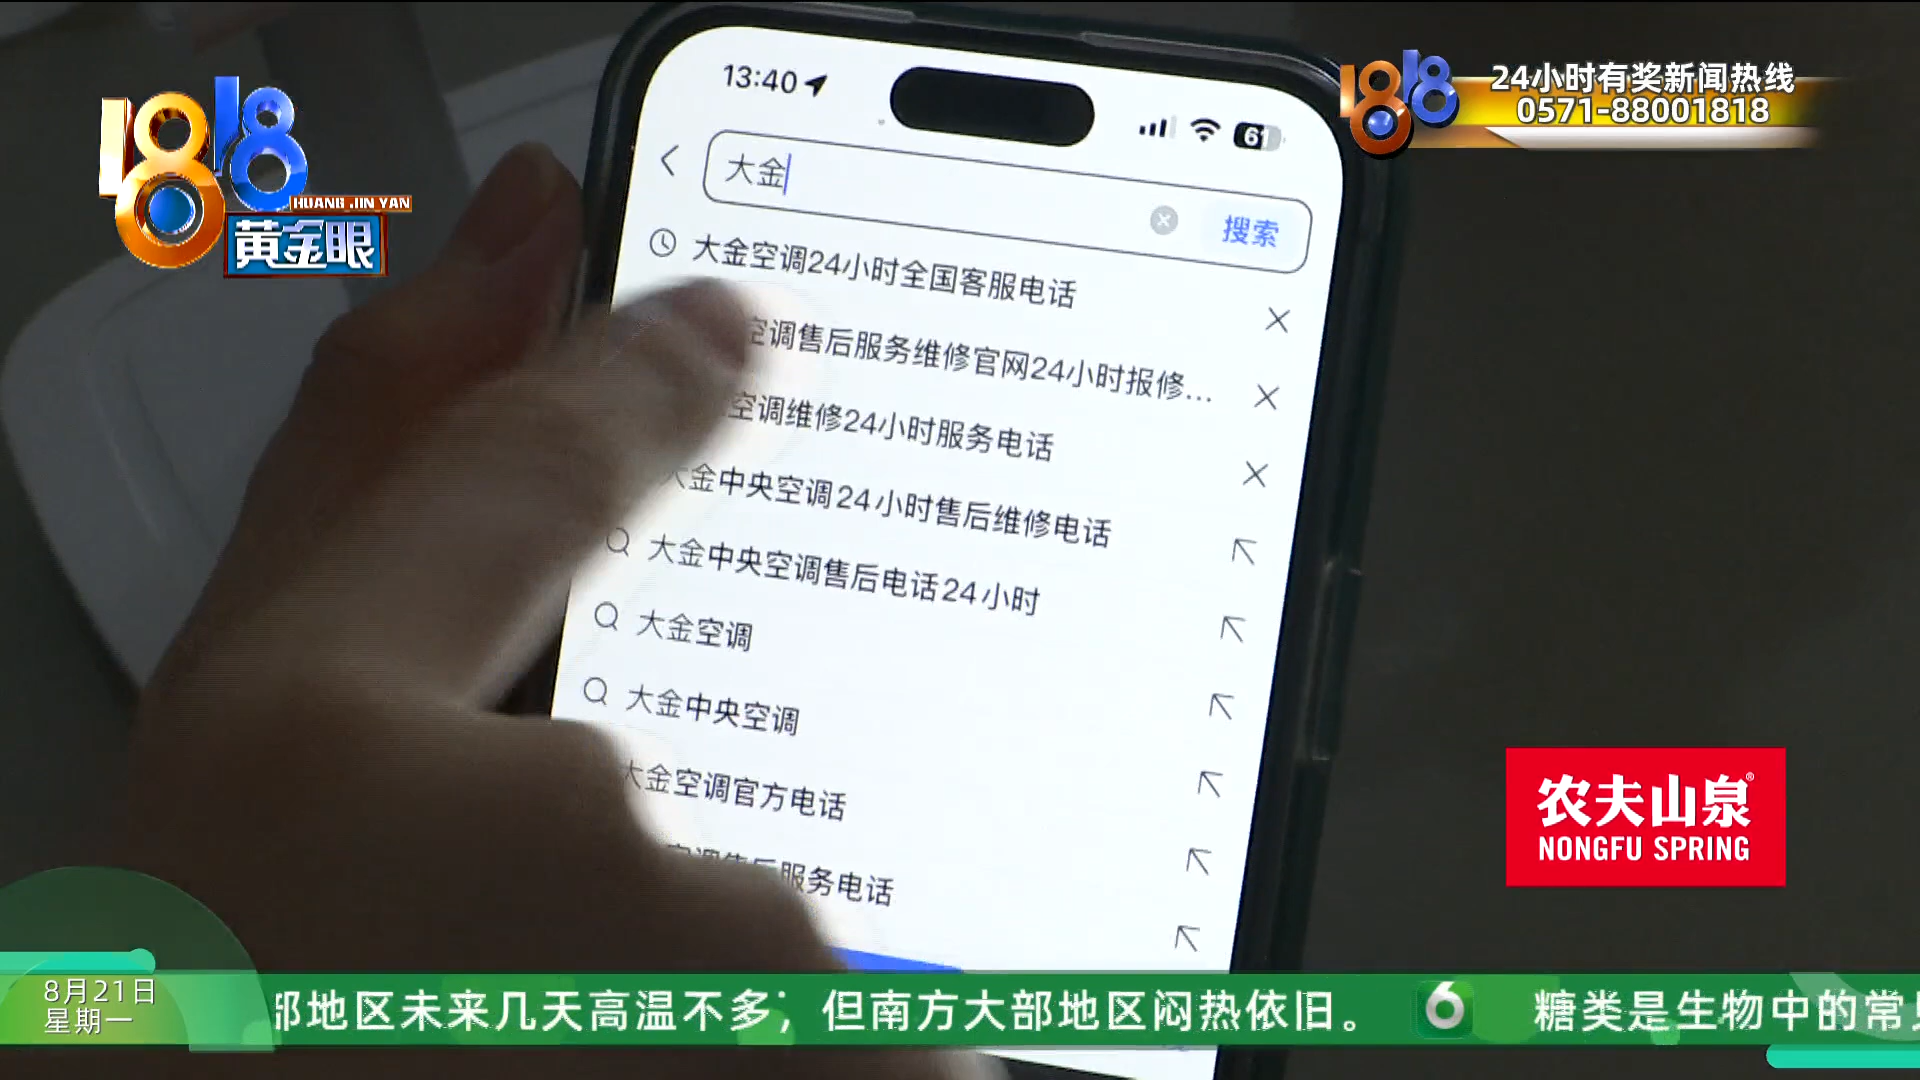 1818
HUANG JIN YAN
黄金眼
1818
24小时有奖新闻热线
0571-88001818
13:40
61
大金
搜索
大金空调24小时全国客服电话
空调售后服务维修官网24小时报修...
空调维修24小时服务电话
大金中央空调24小时售后维修电话
大金中央空调售后电话24小时
大金空调
大金中央空调
大金空调官方电话
空调售后服务电话
农夫山泉®
NONGFU SPRING
8月21日
星期一
部地区未来几天高温不多；但南方大部地区闷热依旧。
6
糖类是生物中的常